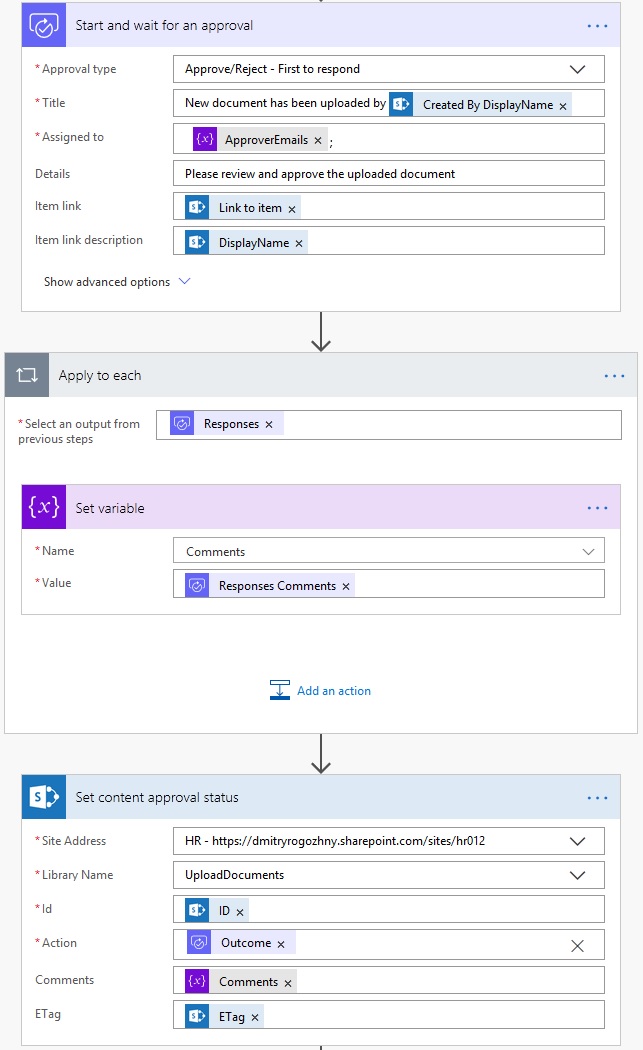 Start and wait for an approval
* Approval type Approve/Reject - First to respond
* Title New document has been uploaded by Created By DisplayName ×
* Assigned to {x} ApproverEmails × ;
Details Please review and approve the uploaded document
Item link Link to item ×
Item link description DisplayName ×
Show advanced options
Apply to each
* Select an output from
previous steps
Responses ×
{x} Set variable
* Name Comments
* Value Responses Comments ×
Add an action
S Set content approval status
* Site Address HR - https://dmitryrogozhny.sharepoint.com/sites/hr012
* Library Name UploadDocuments
* Id ID ×
* Action Outcome ×
Comments {x} Comments ×
ETag ETag ×